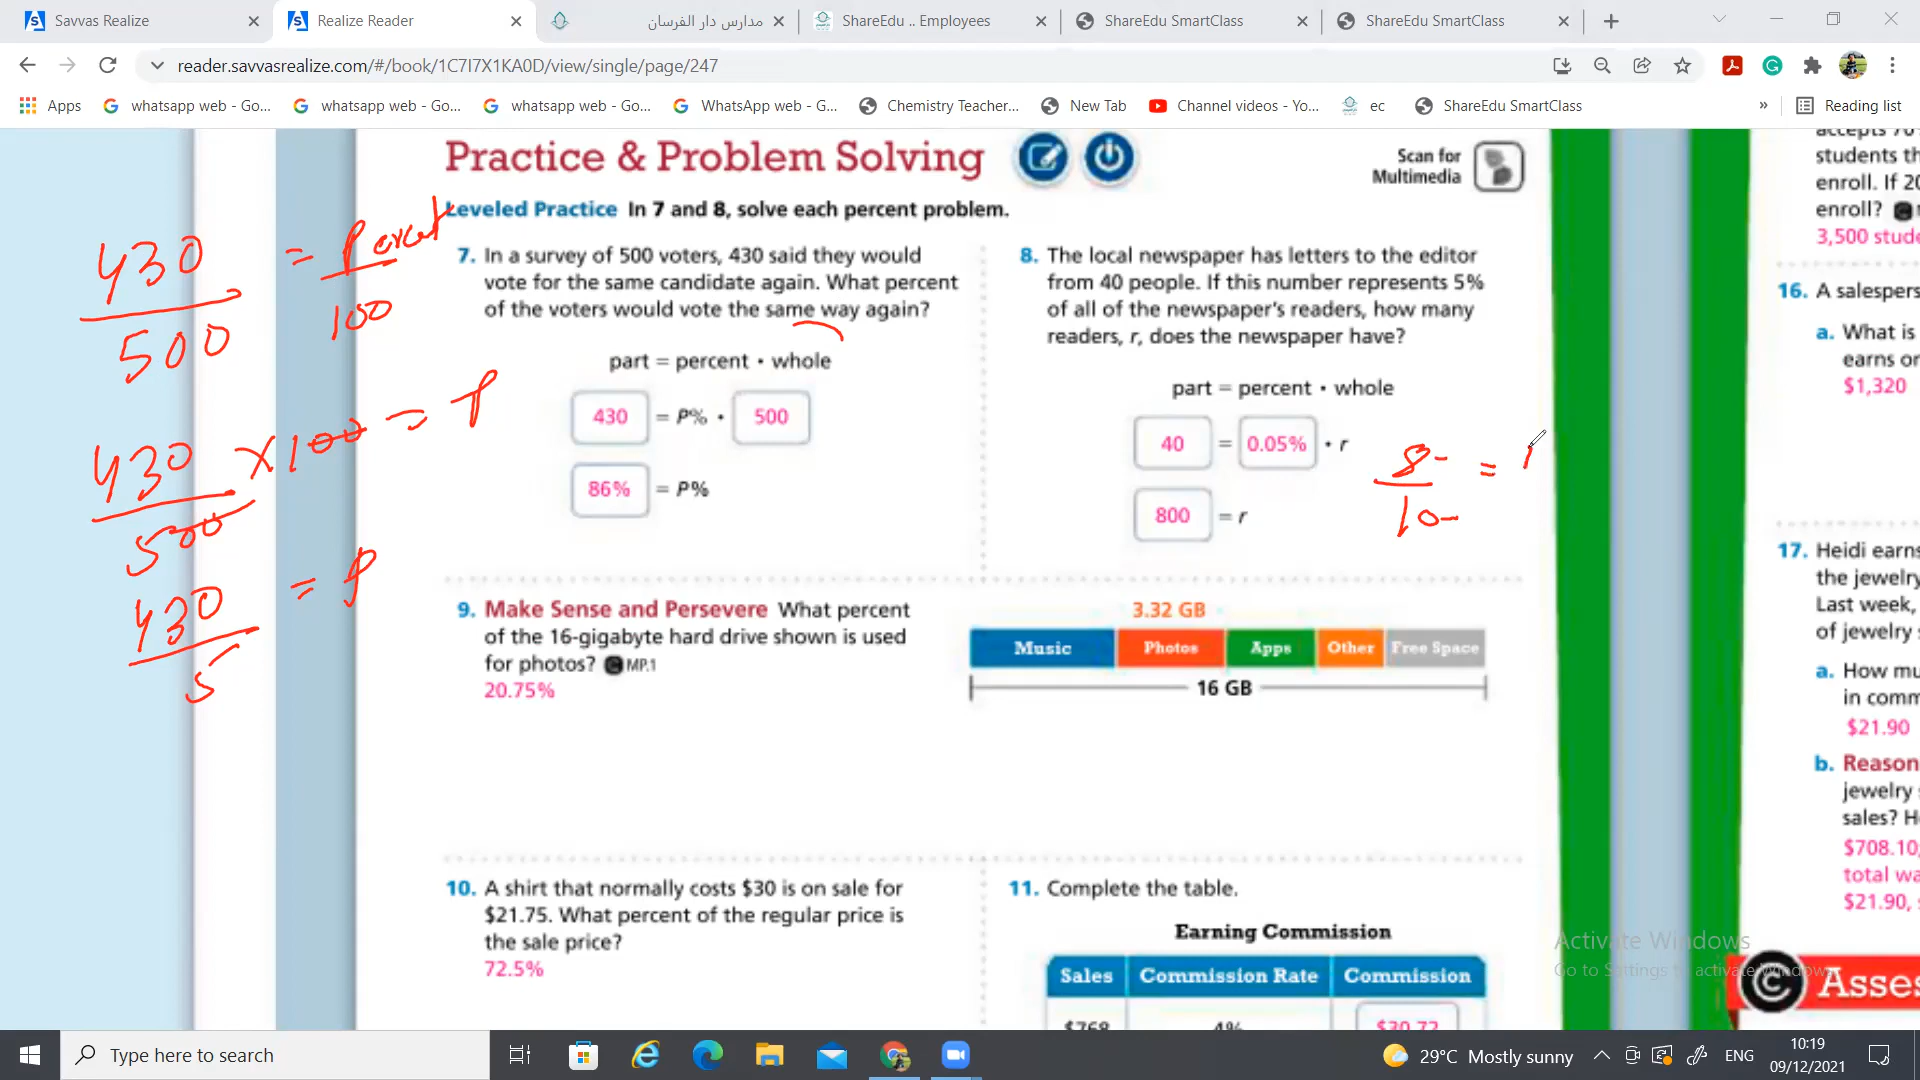 Savvas Realize
Realize Reader
مدارس دار الفرسان
ShareEdu .. Employees
ShareEdu SmartClass
ShareEdu SmartClass
reader.savvasrealize.com/#/book/1C7I7X1KA0D/view/single/page/247
Apps
whatsapp web - Go...
whatsapp web - Go...
whatsapp web - Go...
WhatsApp web - G...
Chemistry Teacher...
New Tab
Channel videos - Yo...
ec
ShareEdu SmartClass
»
Reading list
Practice & Problem Solving
Scan for
Multimedia
Leveled Practice In 7 and 8, solve each percent problem.
7. In a survey of 500 voters, 430 said they would
vote for the same candidate again. What percent
of the voters would vote the same way again?
part = percent · whole
430 = P% · 500
86% = P%
430
500
= Percent
100
430 × 100 = P
500
430 = P
5
8. The local newspaper has letters to the editor
from 40 people. If this number represents 5%
of all of the newspaper's readers, how many
readers, r, does the newspaper have?
part = percent · whole
40 = 0.05% · r
800 = r
9. Make Sense and Persevere What percent
of the 16-gigabyte hard drive shown is used
for photos? MP.1
20.75%
3.32 GB
Music Photos Apps Other Free Space
16 GB
10. A shirt that normally costs $30 is on sale for
$21.75. What percent of the regular price is
the sale price?
72.5%
11. Complete the table.
Earning Commission
Sales Commission Rate Commission
$768 4% $30.72
students th
enroll. If 20
enroll?
3,500 stude
16. A salespers
a. What is
earns or
$1,320
17. Heidi earns
the jewelry
Last week,
of jewelry
a. How mu
in comm
$21.90
b. Reason
jewelry
sales? H
$708.10,
total wa
$21.90,
Activate Windows
Go to Settings to activate Windows.
Asses
Type here to search
29°C Mostly sunny
ENG
10:19
09/12/2021